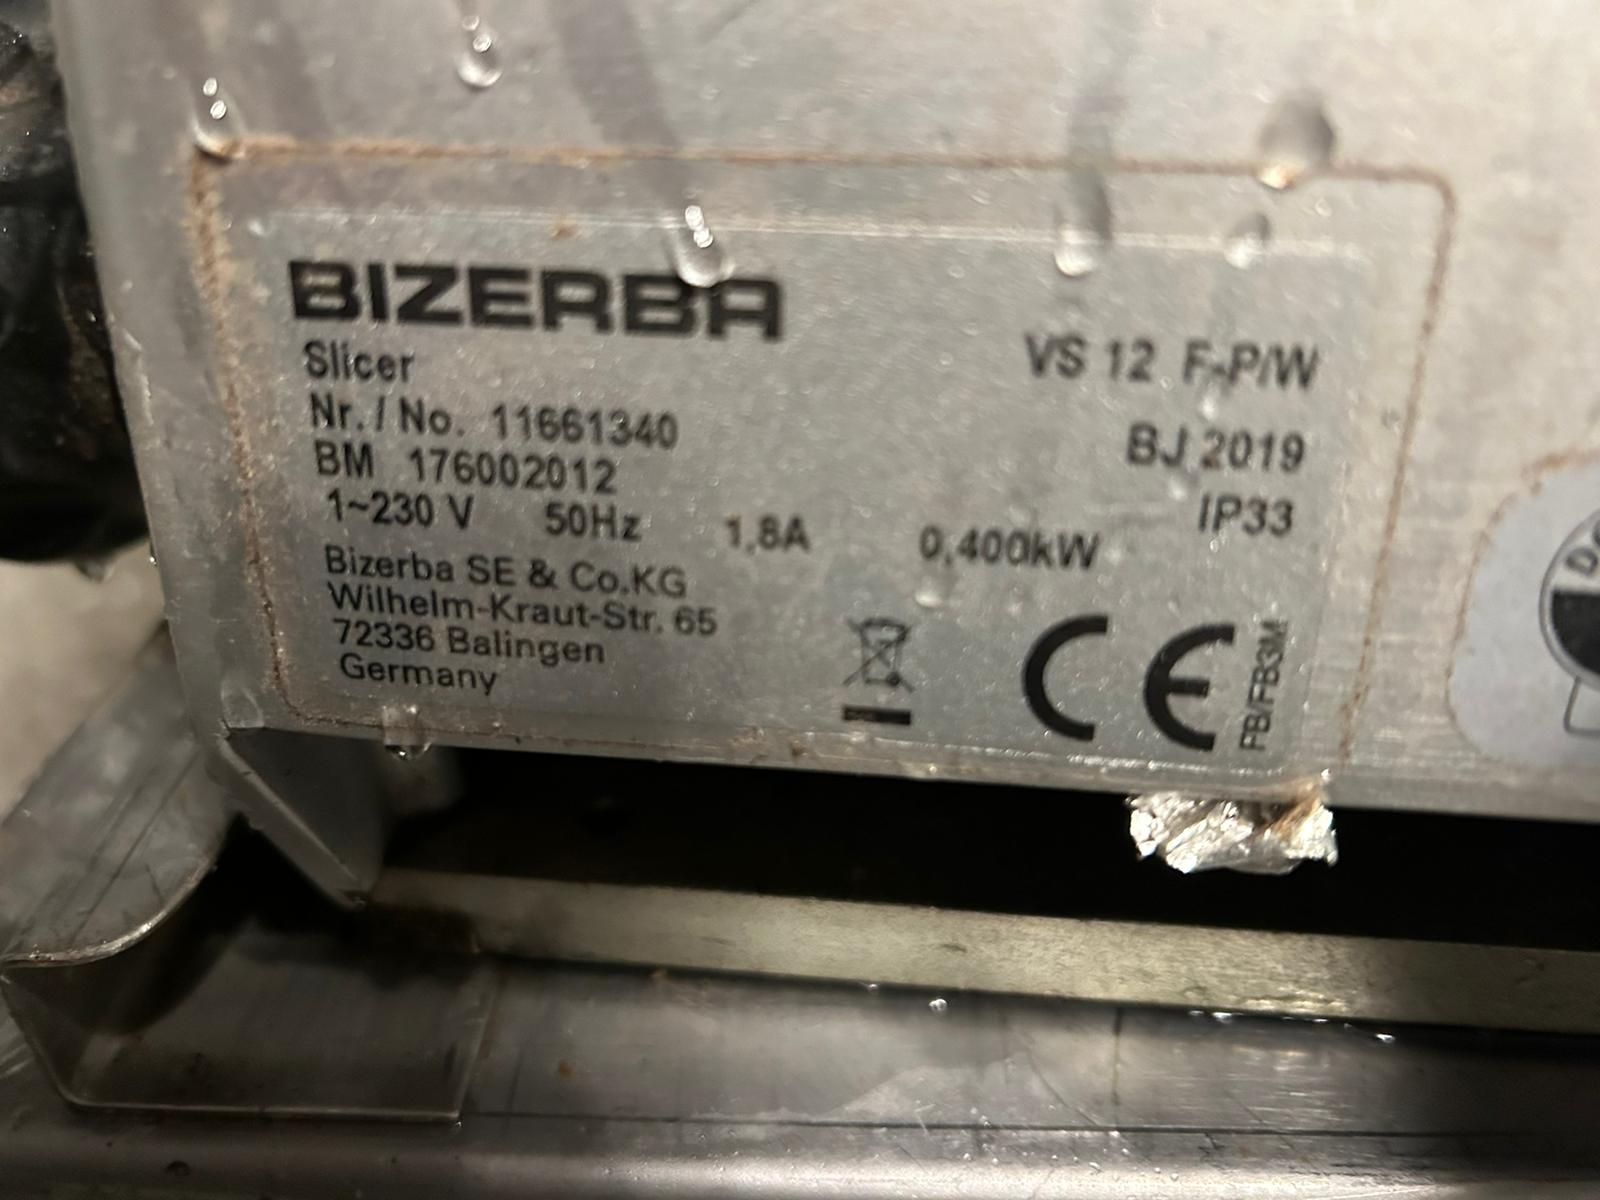 BIZERBA
Slicer
VS 12 F-P/W
Nr. / No. 11661340
BJ 2019
BM 176002012
IP33
1~230 V 50Hz 1,8A 0,400kW
Bizerba SE & Co.KG
Wilhelm-Kraut-Str. 65
72336 Balingen
Germany
CE
FB/FB3M